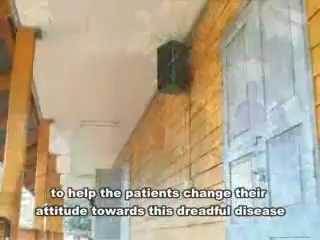 to help the patients change their
attitude towards this dreadful disease